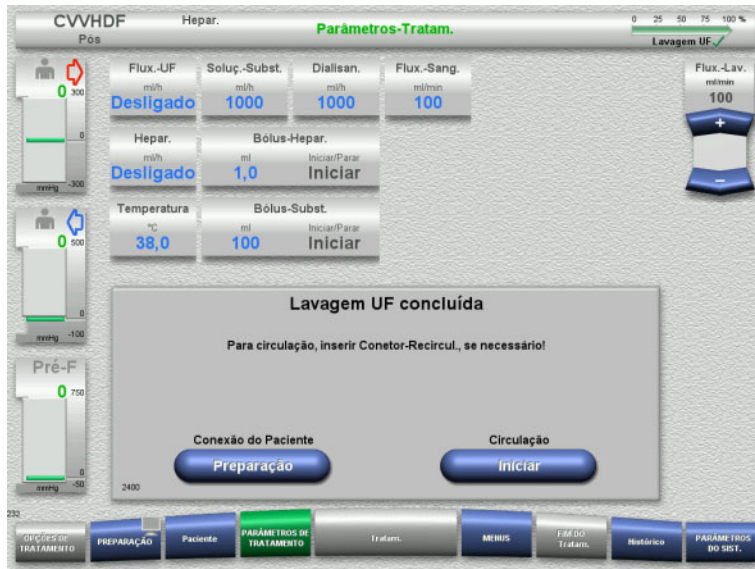 CVVHDF Hepar.
Pós
Parâmetros-Tratam.
0 25 50 75 100 %
Lavagem UF
0 300
0
mmHg -300
Flux.-UF Soluç.-Subst. Dialisan. Flux.-Sang.
ml/h ml/h ml/h ml/min
Desligado 1000 1000 100
Flux.-Lav.
ml/min
100
+
–
Hepar. Bólus-Hepar.
ml/h ml Iniciar/Parar
Desligado 1,0 Iniciar
Temperatura Bólus-Subst.
°C ml Iniciar/Parar
38,0 100 Iniciar
0 500
0
mmHg -100
Pré-F
0 750
0
mmHg -50
Lavagem UF concluída
Para circulação, inserir Conetor-Recircul., se necessário!
Conexão do Paciente Circulação
Preparação Iniciar
2400
232
OPÇÕES DE TRATAMENTO PREPARAÇÃO Paciente PARÂMETROS DE TRATAMENTO Tratam. MENUS FIM DO Tratam. Histórico PARÂMETROS DO SIST.